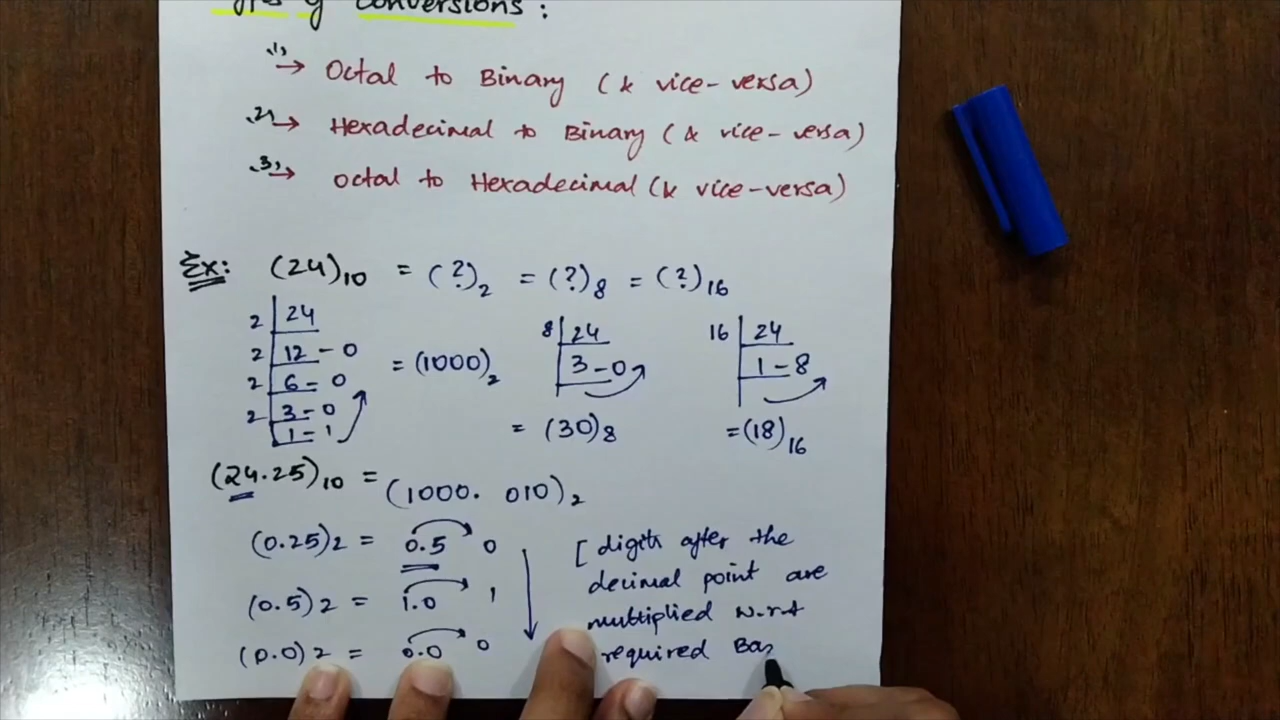 Types of conversions :
1) → Octal to Binary (& vice-versa)
2) → Hexadecimal to Binary (& vice-versa)
3) → octal to Hexadecimal (& vice-versa)
Ex: (24)10 = (?)2 = (?)8 = (?)16
2 24
2 12 - 0
2 6 - 0
2 3 - 0
1 - 1
= (1000)2
8 24
3 - 0
= (30)8
16 24
1 - 8
= (18)16
(24.25)10 = (1000. 010)2
(0.25)2 = 0.5 0
(0.5)2 = 1.0 1
(0.0)2 = 0.0 0
[digits after the
decimal point are
multiplied w.r.t
required Bas